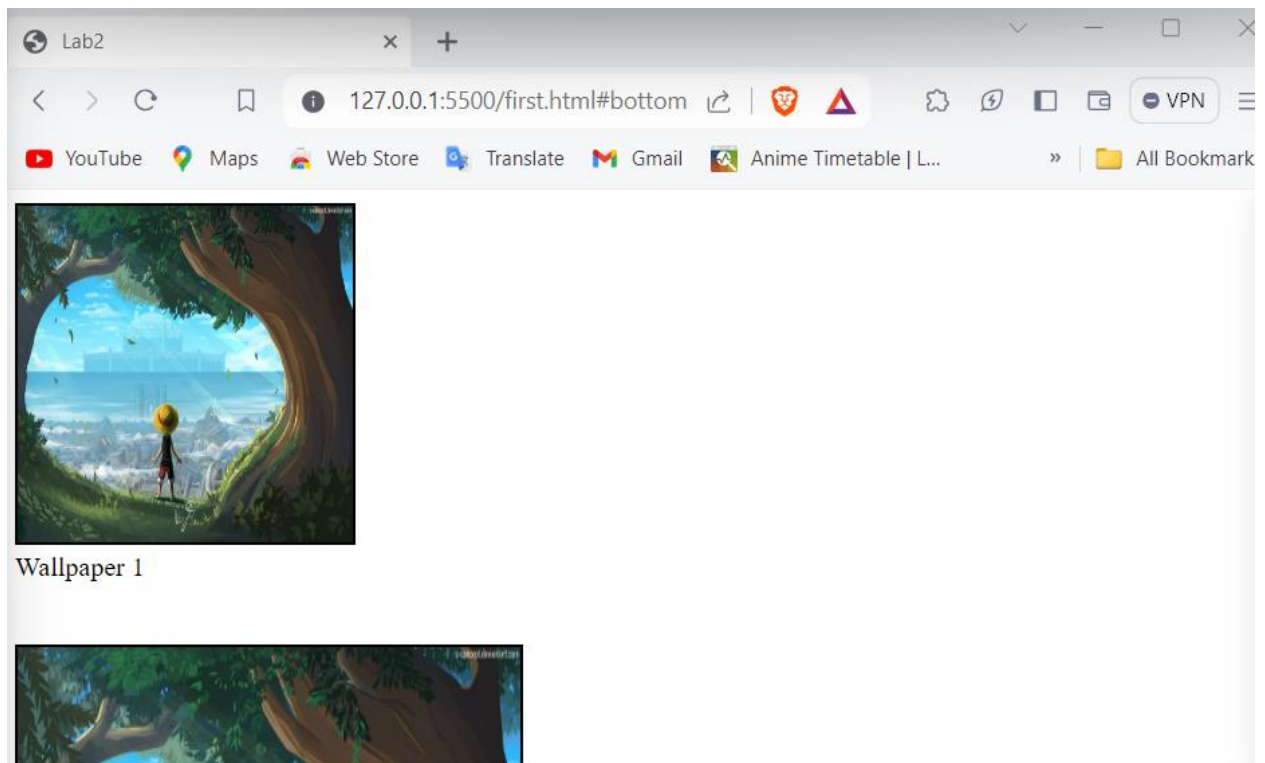 Lab2
127.0.0.1:5500/first.html#bottom
VPN
YouTube Maps Web Store Translate Gmail Anime Timetable | L... » All Bookmark
Wallpaper 1